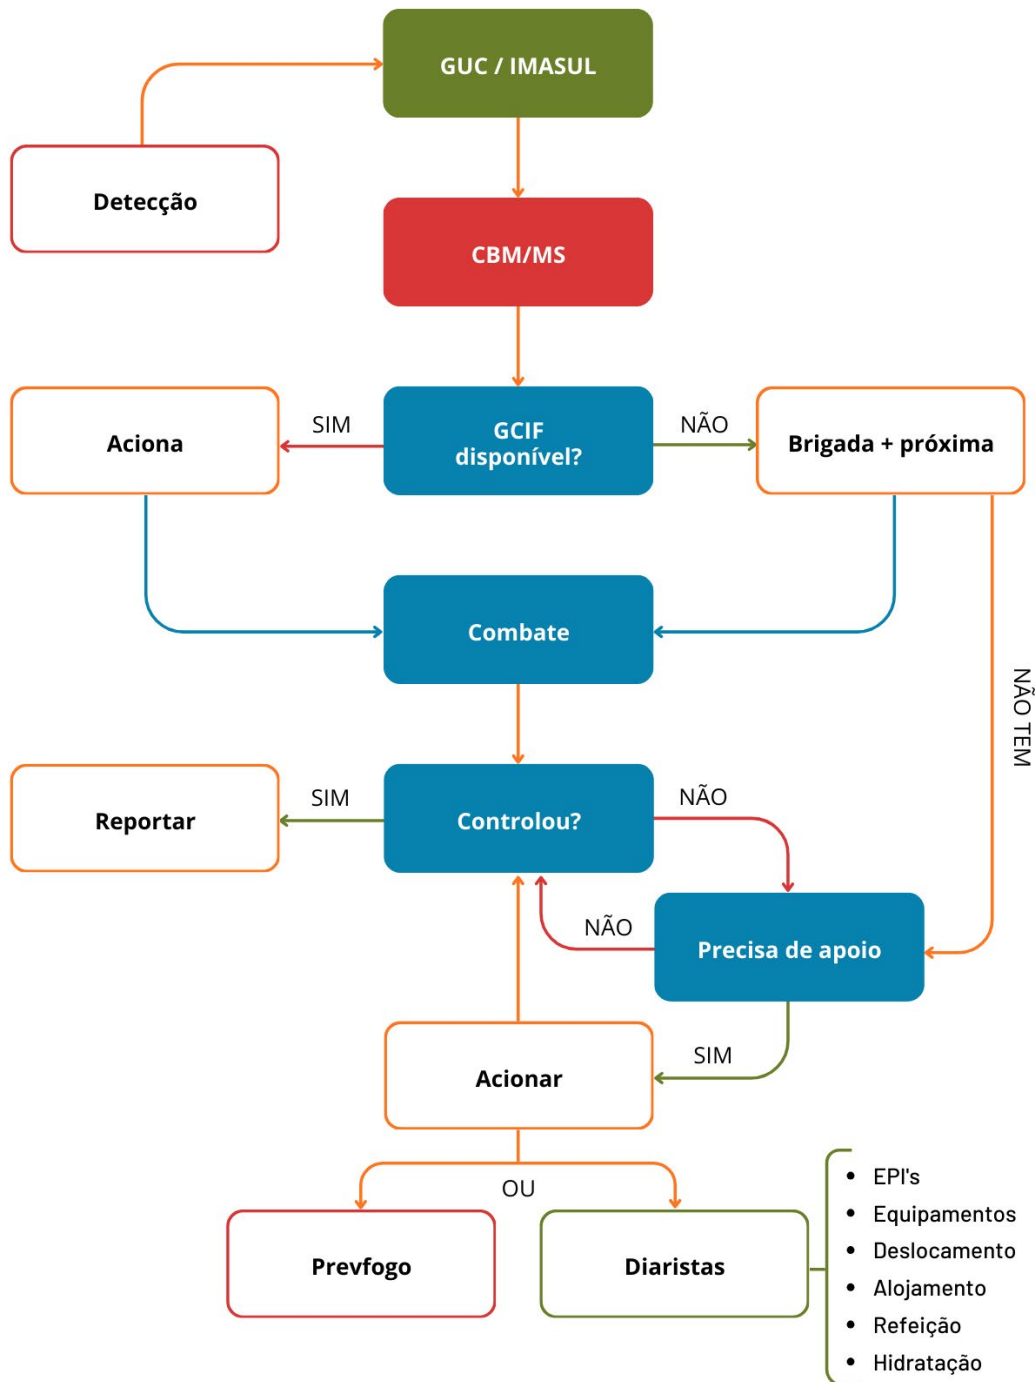 GUC / IMASUL
Detecção
CBM/MS
Aciona
SIM
GCIF
disponível?
NÃO
Brigada + próxima
Combate
NÃO TEM
Reportar
SIM
Controlou?
NÃO
NÃO
Precisa de apoio
SIM
Acionar
OU
Prevfogo
Diaristas
• EPI's
• Equipamentos
• Deslocamento
• Alojamento
• Refeição
• Hidratação